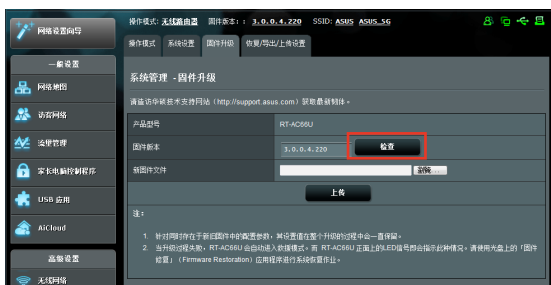 网络设置向导
操作模式: 无线路由器 固件版本: : 3.0.0.4.220 SSID: ASUS ASUS_5G
操作模式 系统设置 固件升级 恢复/导出/上传设置
一般设置
网络地图
访客网络
流量管理
家长电脑控制程序
USB 应用
AiCloud
高级设置
无线网络
系统管理 - 固件升级
请造访华硕技术支持网站（http://support.asus.com）获取最新韧体。
产品型号 RT-AC66U
固件版本 3.0.0.4.220 检查
新固件文件 浏览......
上传
注：
1. 针对同时存在于新旧固件中的配置参数，其设置值在整个升级的过程中会一直保留。
2. 当升级过程失败，RT-AC66U 会自动进入救援模式。而 RT-AC66U 正面上的LED信号即会指示此种情况。请使用光盘上的「固件
修复」（Firmware Restoration）应用程序进行系统恢复作业。